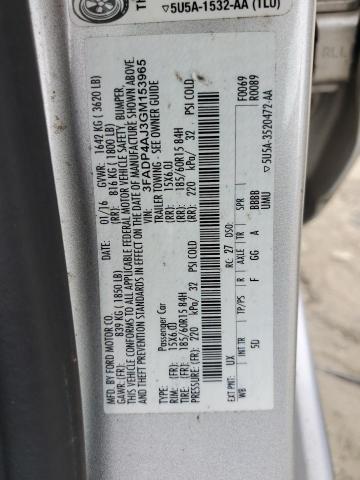 5U5A-1532-AA (TLU)
MFD. BY FORD MOTOR CO.
DATE: 01/16 GVWR: 1642 KG ( 3620 LB)
GAWR: (FR): 839 KG ( 1850 LB) (RR): 816 KG ( 1800 LB)
THIS VEHICLE CONFORMS TO ALL APPLICABLE FEDERAL MOTOR VEHICLE SAFETY, BUMPER,
AND THEFT PREVENTION STANDARDS IN EFFECT ON THE DATE OF MANUFACTURE SHOWN ABOVE.
VIN: 3FADP4AJ3GM153965
TYPE: Passenger Car TRAILER TOWING - SEE OWNER GUIDE
RIM: (FR): 15X6.0J (RR): 15X6.0J
TIRE: (FR): 185/60R15 84H (RR): 185/60R15 84H
PRESSURE: (FR): 220 kPa/ 32 PSI COLD (RR): 220 kPa/ 32 PSI COLD
EXT PNT: UX RC: 27 DSO: F0069
R0089
WB INT TR TP/PS R AXLE TR SPR
5D F GG A BBBB
UMU
5U5A-3520472-AA